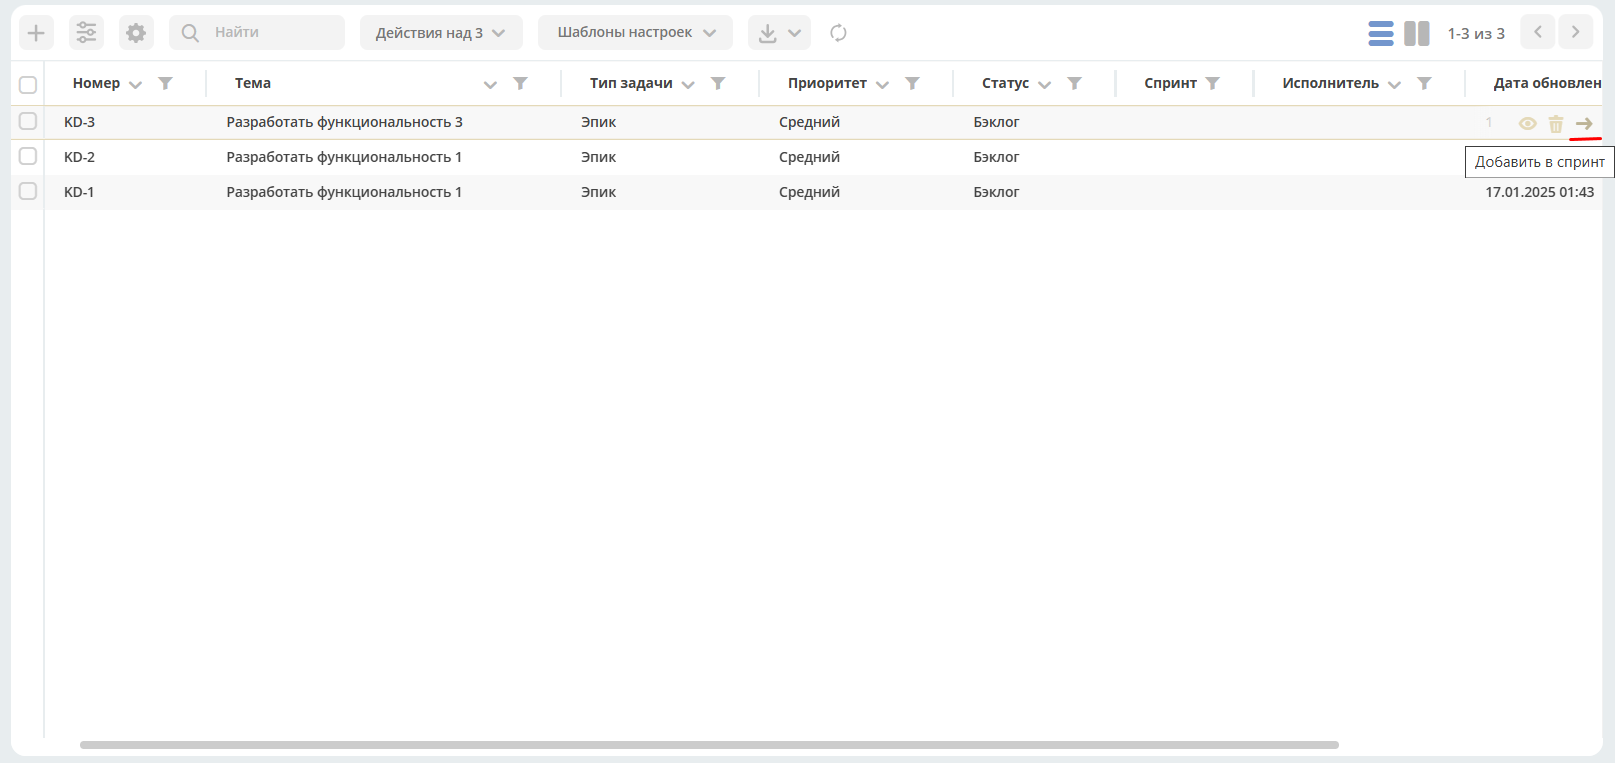 Найти Действия над 3 Шаблоны настроек 1-3 из 3
Номер Тема Тип задачи Приоритет Статус Спринт Исполнитель Дата обновлен
KD-3 Разработать функциональность 3 Эпик Средний Бэклог 1
KD-2 Разработать функциональность 1 Эпик Средний Бэклог
Добавить в спринт
KD-1 Разработать функциональность 1 Эпик Средний Бэклог 17.01.2025 01:43